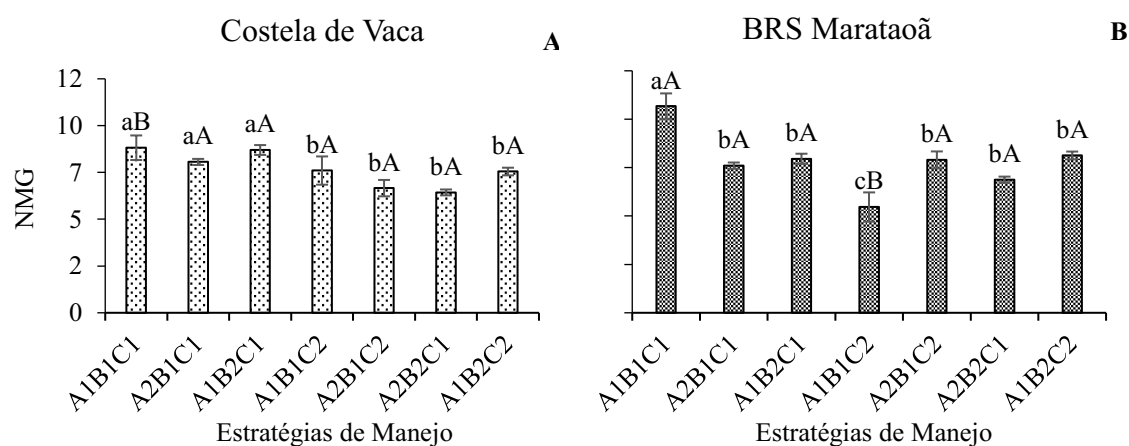 Costela de Vaca
A
BRS Marataoã
B
NMG
12
10
7
5
2
0
aB
aA
aA
bA
bA
bA
bA
aA
bA
bA
cB
bA
bA
bA
A1B1C1
A2B1C1
A1B2C1
A1B1C2
A2B1C2
A2B2C1
A1B2C2
A1B1C1
A2B1C1
A1B2C1
A1B1C2
A2B1C2
A2B2C1
A1B2C2
Estratégias de Manejo
Estratégias de Manejo